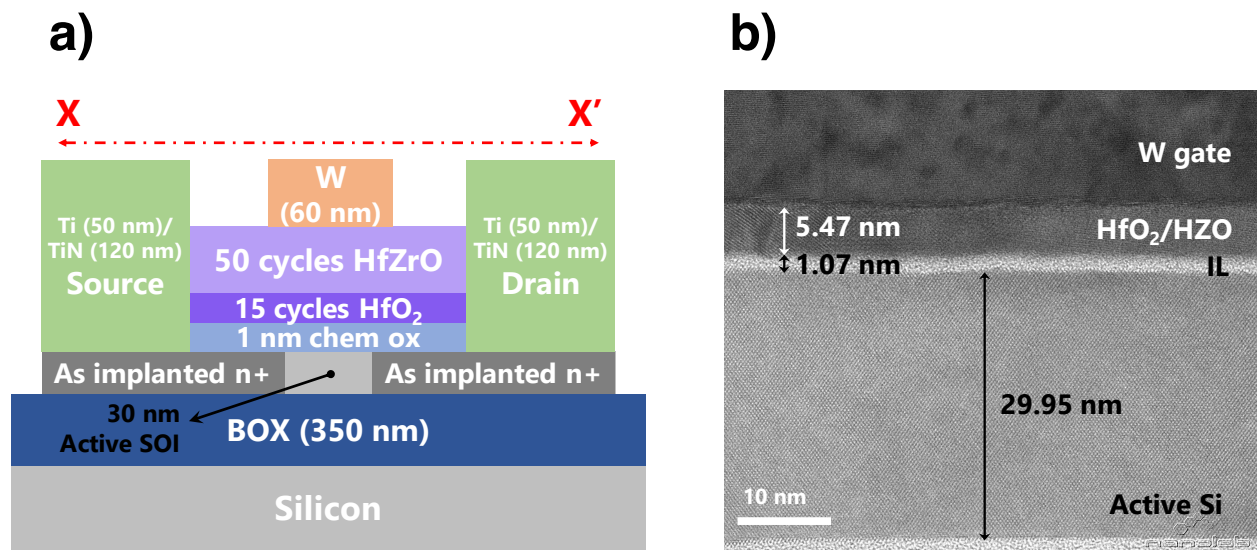 a)
X X’
W
(60 nm)
Ti (50 nm)/
TiN (120 nm)
Source
Ti (50 nm)/
TiN (120 nm)
Drain
50 cycles HfZrO
15 cycles HfO₂
1 nm chem ox
As implanted n+
As implanted n+
30 nm
Active SOI
BOX (350 nm)
Silicon
b)
W gate
5.47 nm
HfO₂/HZO
1.07 nm
IL
29.95 nm
10 nm
Active Si
nanolab